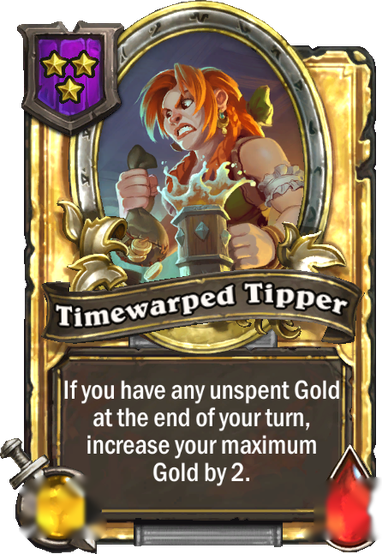 Timewarped Tipper
If you have any unspent Gold
at the end of your turn,
increase your maximum
Gold by 2.